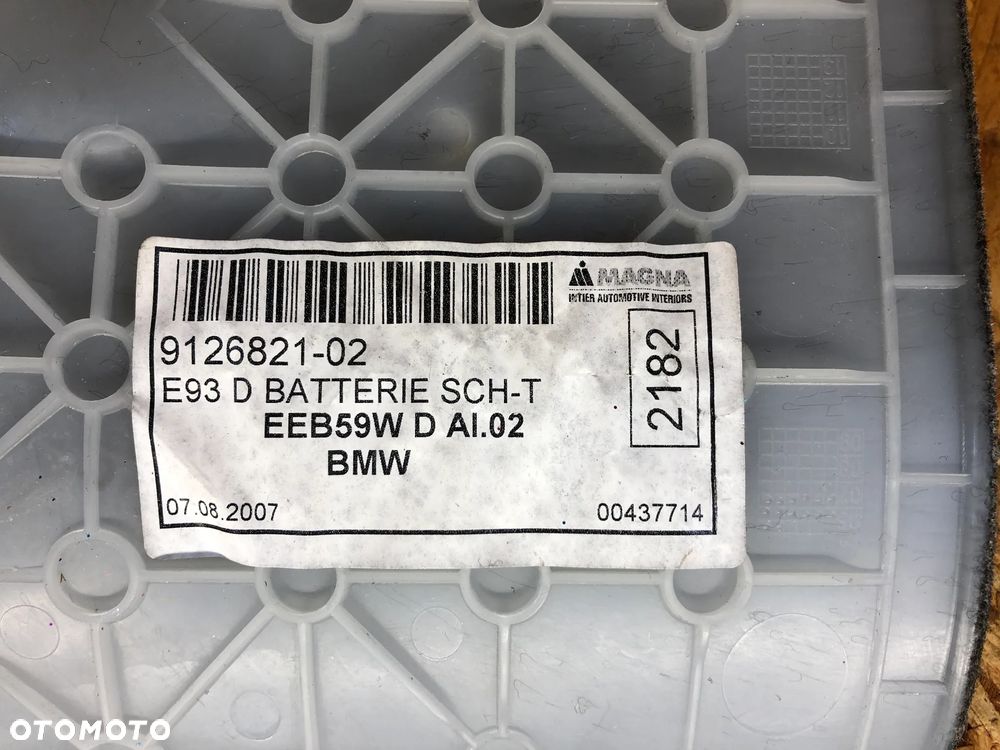 MAGNA
INTIER AUTOMOTIVE INTERIORS
9126821-02
E93 D BATTERIE SCH-T
EEB59W D AI.02
BMW
2182
07.08.2007
00437714
OTOMOTO